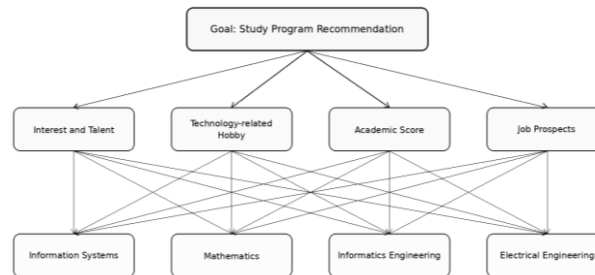 Goal: Study Program Recommendation
Interest and Talent
Technology-related
Hobby
Academic Score
Job Prospects
Information Systems
Mathematics
Informatics Engineering
Electrical Engineering